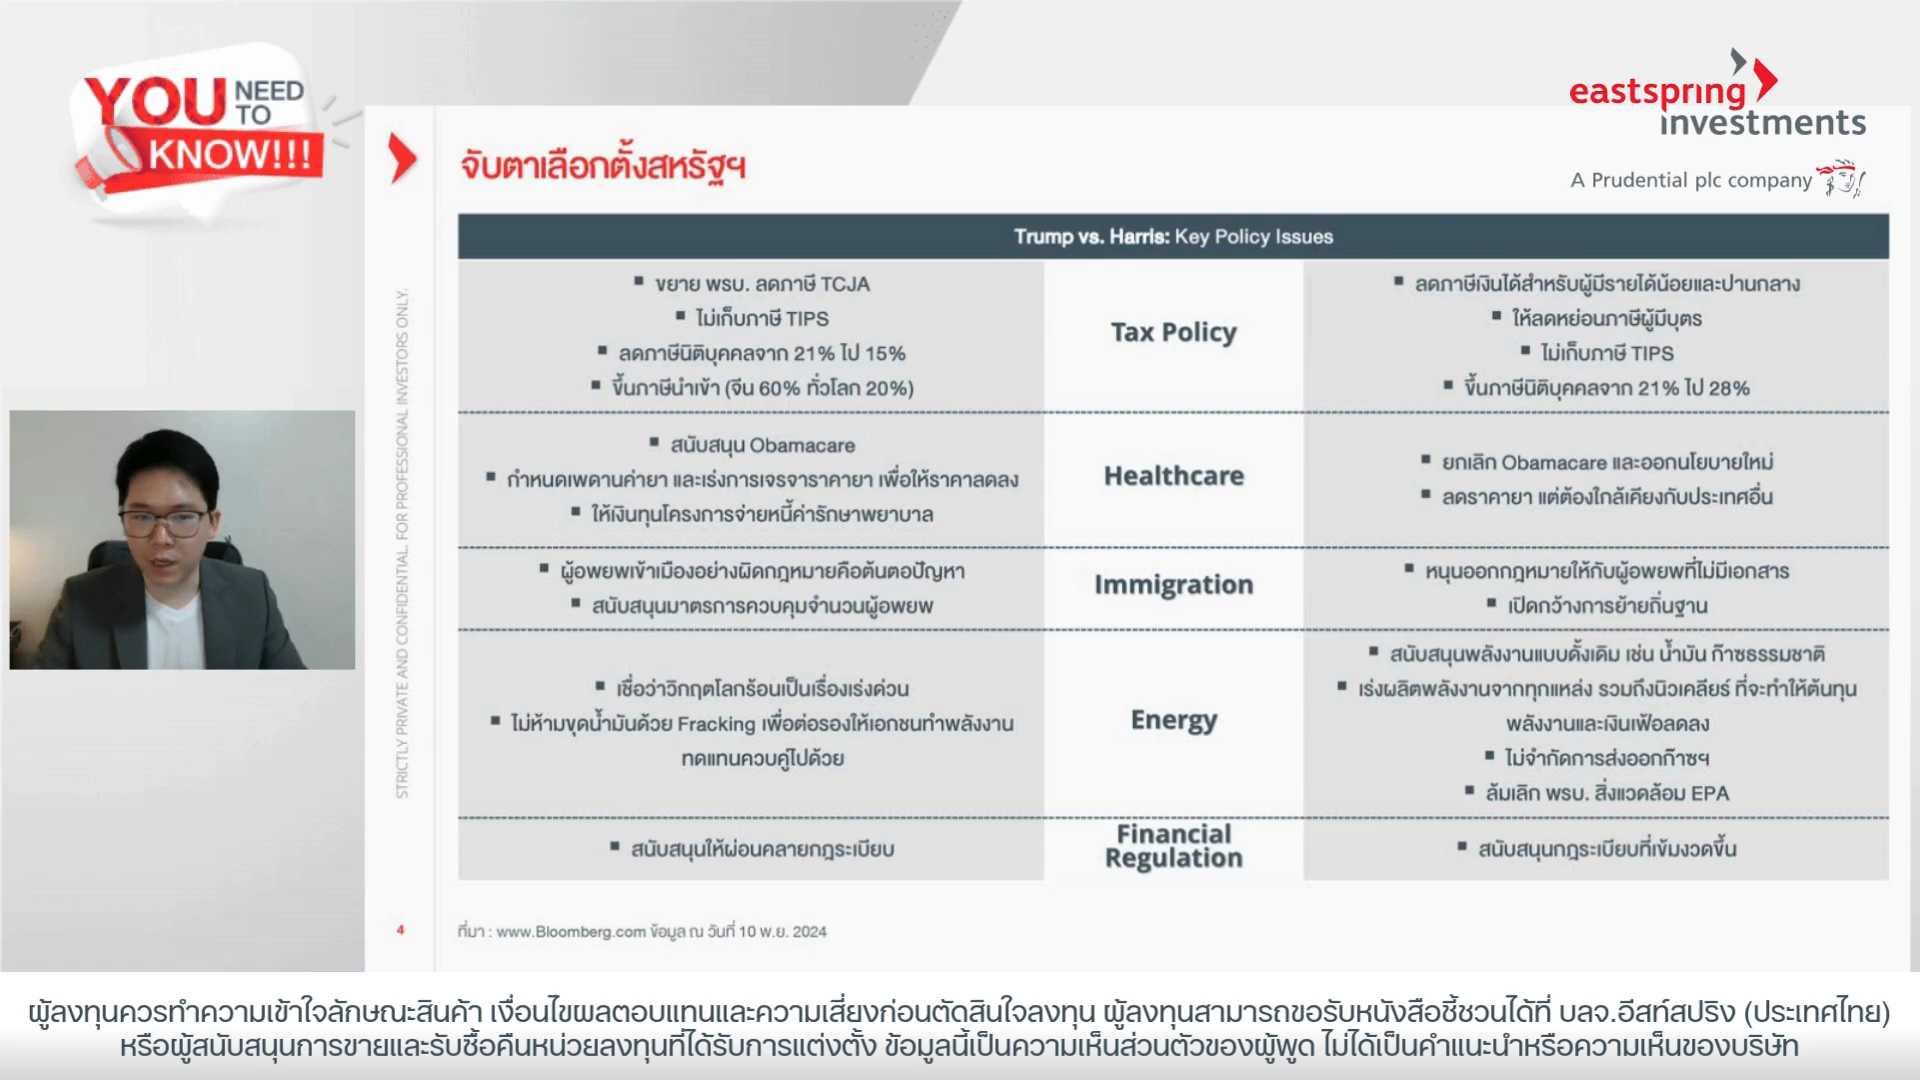 YOU NEED TO KNOW!!!
eastspring investments
A Prudential plc company
จับตาเลือกตั้งสหรัฐฯ
STRICTLY PRIVATE AND CONFIDENTIAL. FOR PROFESSIONAL INVESTORS ONLY.
Trump vs. Harris: Key Policy Issues
▪ ขยาย พรบ. ลดภาษี TCJA
▪ ไม่เก็บภาษี TIPS
▪ ลดภาษีนิติบุคคลจาก 21% ไป 15%
▪ ขึ้นภาษีนำเข้า (จีน 60% ทั่วโลก 20%)
Tax Policy
▪ ลดภาษีเงินได้สำหรับผู้มีรายได้น้อยและปานกลาง
▪ ให้ลดหย่อนภาษีผู้มีบุตร
▪ ไม่เก็บภาษี TIPS
▪ ขึ้นภาษีนิติบุคคลจาก 21% ไป 28%
▪ สนับสนุน Obamacare
▪ กำหนดเพดานค่ายา และเร่งการเจรจาราคายา เพื่อให้ราคาลดลง
▪ ให้เงินทุนโครงการจ่ายหนี้ค่ารักษาพยาบาล
Healthcare
▪ ยกเลิก Obamacare และออกนโยบายใหม่
▪ ลดราคายา แต่ต้องใกล้เคียงกับประเทศอื่น
▪ ผู้อพยพเข้าเมืองอย่างผิดกฎหมายคือต้นตอปัญหา
▪ สนับสนุนมาตรการควบคุมจำนวนผู้อพยพ
Immigration
▪ หนุนออกกฎหมายให้กับผู้อพยพที่ไม่มีเอกสาร
▪ เปิดกว้างการย้ายถิ่นฐาน
▪ เชื่อว่าวิกฤตโลกร้อนเป็นเรื่องเร่งด่วน
▪ ไม่ห้ามขุดน้ำมันด้วย Fracking เพื่อต่อรองให้เอกชนทำพลังงาน
ทดแทนควบคู่ไปด้วย
Energy
▪ สนับสนุนพลังงานแบบดั้งเดิม เช่น น้ำมัน ก๊าซธรรมชาติ
▪ เร่งผลิตพลังงานจากทุกแหล่ง รวมถึงนิวเคลียร์ ที่จะทำให้ต้นทุน
พลังงานและเงินเฟ้อลดลง
▪ ไม่จำกัดการส่งออกก๊าซฯ
▪ ล้มเลิก พรบ. สิ่งแวดล้อม EPA
▪ สนับสนุนให้ผ่อนคลายกฎระเบียบ
Financial
Regulation
▪ สนับสนุนกฎระเบียบที่เข้มงวดขึ้น
4
ที่มา : www.Bloomberg.com ข้อมูล ณ วันที่ 10 พ.ย. 2024
ผู้ลงทุนควรทำความเข้าใจลักษณะสินค้า เงื่อนไขผลตอบแทนและความเสี่ยงก่อนตัดสินใจลงทุน ผู้ลงทุนสามารถขอรับหนังสือชี้ชวนได้ที่ บลจ.อีสท์สปริง (ประเทศไทย)
หรือผู้สนับสนุนการขายและรับซื้อคืนหน่วยลงทุนที่ได้รับการแต่งตั้ง ข้อมูลนี้เป็นความเห็นส่วนตัวของผู้พูด ไม่ได้เป็นคำแนะนำหรือความเห็นของบริษัท